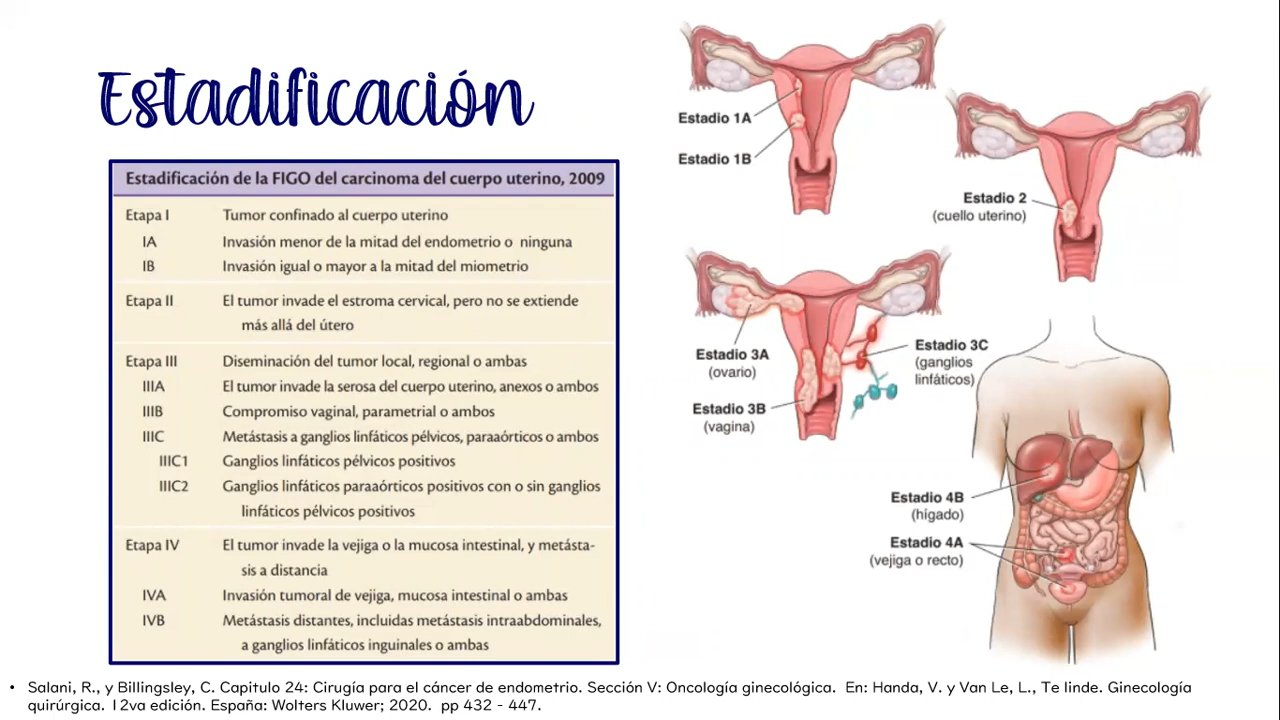 Estadificación
Estadificación de la FIGO del carcinoma del cuerpo uterino, 2009
Etapa I Tumor confinado al cuerpo uterino
IA Invasión menor de la mitad del endometrio o ninguna
IB Invasión igual o mayor a la mitad del miometrio
Etapa II El tumor invade el estroma cervical, pero no se extiende
más allá del útero
Etapa III Diseminación del tumor local, regional o ambas
IIIA El tumor invade la serosa del cuerpo uterino, anexos o ambos
IIIB Compromiso vaginal, parametrial o ambos
IIIC Metástasis a ganglios linfáticos pélvicos, paraaórticos o ambos
IIIC1 Ganglios linfáticos pélvicos positivos
IIIC2 Ganglios linfáticos paraaórticos positivos con o sin ganglios
linfáticos pélvicos positivos
Etapa IV El tumor invade la vejiga o la mucosa intestinal, y metásta-
sis a distancia
IVA Invasión tumoral de vejiga, mucosa intestinal o ambas
IVB Metástasis distantes, incluidas metástasis intraabdominales,
a ganglios linfáticos inguinales o ambas
Estadio 1A
Estadio 1B
Estadio 2
(cuello uterino)
Estadio 3A
(ovario)
Estadio 3B
(vagina)
Estadio 3C
(ganglios
linfáticos)
Estadio 4B
(hígado)
Estadio 4A
(vejiga o recto)
• Salani, R., y Billingsley, C. Capitulo 24: Cirugía para el cáncer de endometrio. Sección V: Oncología ginecológica. En: Handa, V. y Van Le, L., Te linde. Ginecología
quirúrgica. 12va edición. España: Wolters Kluwer; 2020. pp 432 - 447.